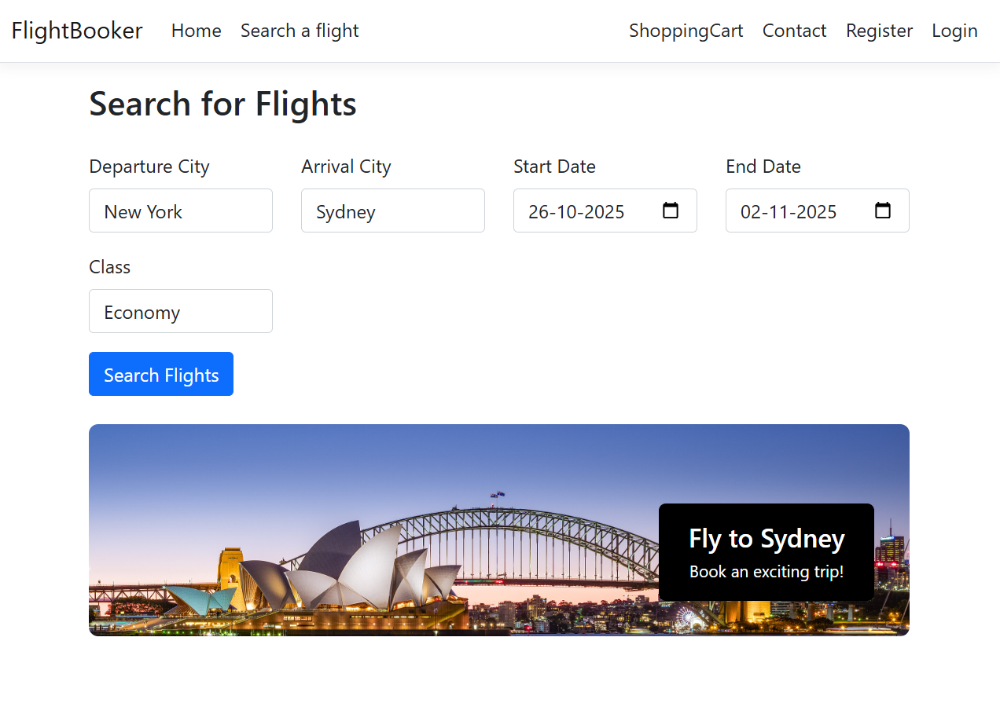 FlightBooker Home Search a flight ShoppingCart Contact Register Login
Search for Flights
Departure City Arrival City Start Date End Date
New York Sydney 26-10-2025 02-11-2025
Class
Economy
Search Flights
Fly to Sydney
Book an exciting trip!